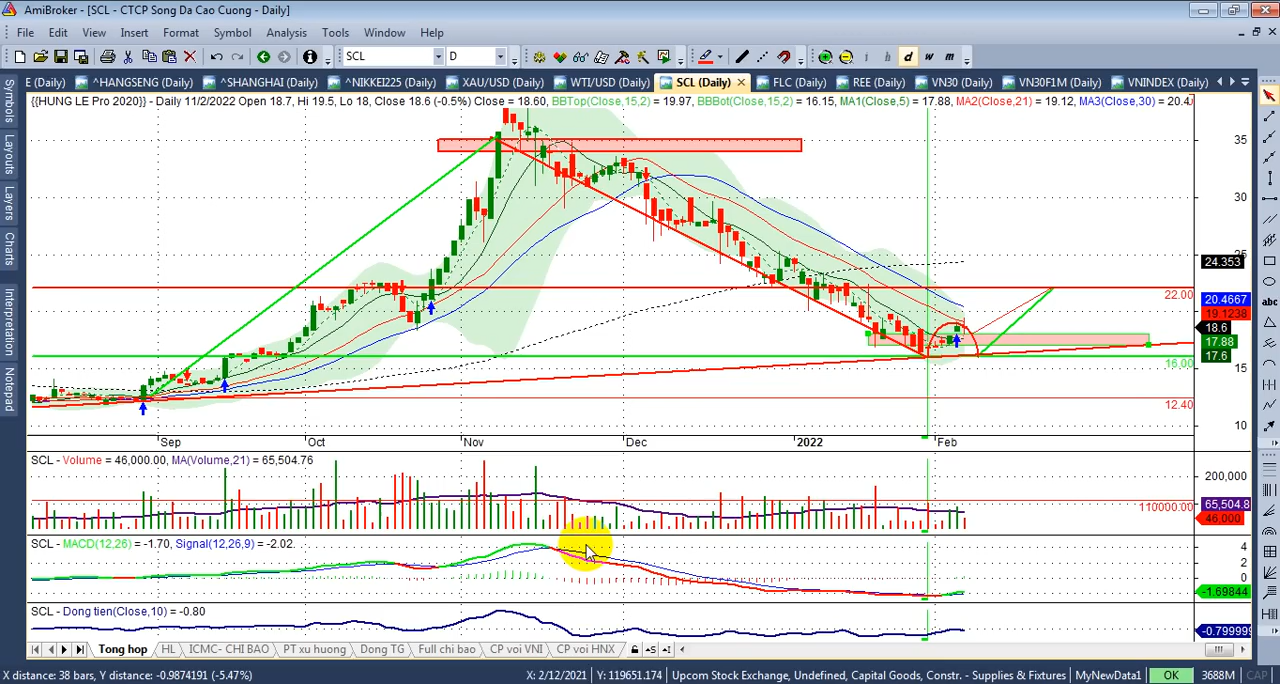 AmiBroker - [SCL - CTCP Song Da Cao Cuong - Daily]
File Edit View Insert Format Symbol Analysis Tools Window Help
SCL D i h d w m
E (Daily) ^HANGSENG (Daily) ^SHANGHAI (Daily) ^NIKKEI225 (Daily) XAU/USD (Daily) WTI/USD (Daily) SCL (Daily) FLC (Daily) REE (Daily) VN30 (Daily) VN30F1M (Daily) VNINDEX (Daily)
{{HUNG LE Pro 2020}} - Daily 11/2/2022 Open 18.7, Hi 19.5, Lo 18, Close 18.6 (-0.5%) Close = 18.60, BBTop(Close,15,2) = 19.97, BBBot(Close,15,2) = 16.15, MA1(Close,5) = 17.88, MA2(Close,21) = 19.12, MA3(Close,30) = 20.47
Symbols
Layouts
Layers
Charts
Interpretation
Notepad
35
30
25
24.353
22.00
20.4667
19.1238
18.6
17.88
17.6
16.00
15
12.40
10
abc
Sep Oct Nov Dec 2022 Feb
SCL - Volume = 46,000.00, MA(Volume,21) = 65,504.76
200,000
110000.00
65,504.8
46,000
SCL - MACD(12,26) = -1.70, Signal(12,26,9) = -2.02
4
2
0
-1.69844
SCL - Dong tien(Close,10) = -0.80
-0.799999
Tong hop HL ICMC- CHI BAO PT xu huong Dong TG Full chi bao CP voi VNI CP voi HNX
X distance: 38 bars, Y distance: -0.9874191 (-5.47%) X: 2/12/2021 Y: 119651.174 Upcom Stock Exchange, Undefined, Capital Goods, Constr. - Supplies & Fixtures MyNewData1 OK 3688M CAP